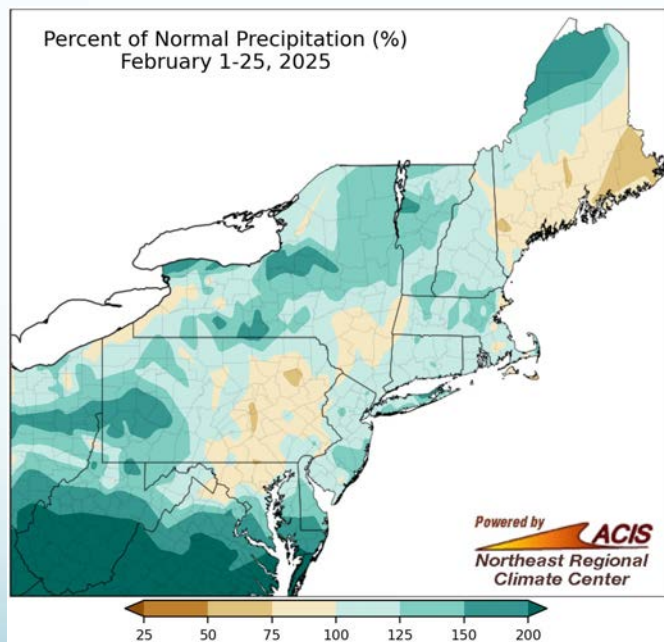 Percent of Normal Precipitation (%)
February 1-25, 2025
Powered by
ACIS
Northeast Regional
Climate Center
25 50 75 100 125 150 200